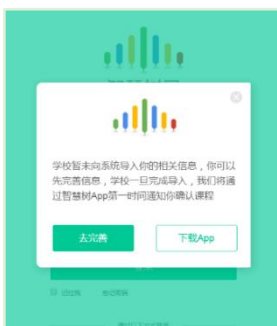 学校暂未向系统导入你的相关信息，你可以
先完善信息，学校一旦完成导入，我们将通
过智慧树App第一时间通知你确认课程
去完善
下载App